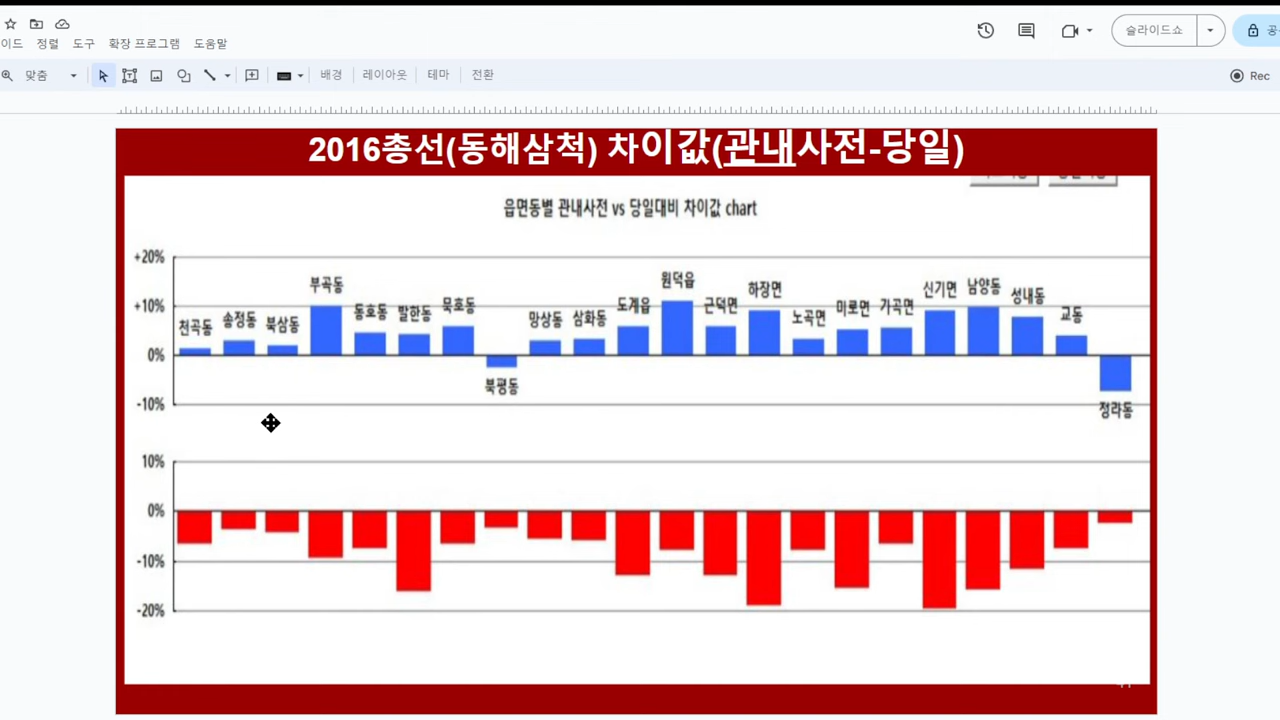 슬라이드쇼
이드 정렬 도구 확장 프로그램 도움말
맞춤 배경 레이아웃 테마 전환 Rec
2016총선(동해삼척) 차이값(관내사전-당일)
읍면동별 관내사전 vs 당일대비 차이값 chart
+20%
+10%
0%
-10%
천곡동 송정동 북삼동 부곡동 동호동 발한동 묵호동 북평동 망상동 삼화동 도계읍 원덕읍 근덕면 하장면 노곡면 미로면 가곡면 신기면 남양동 성내동 교동 정라동
10%
0%
-10%
-20%